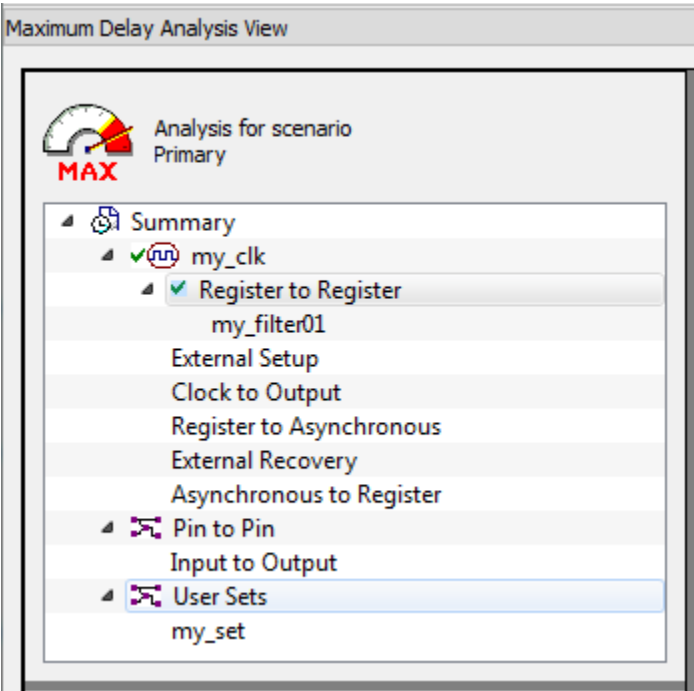 Maximum Delay Analysis View
Analysis for scenario
Primary
MAX
Summary
my_clk
Register to Register
my_filter01
External Setup
Clock to Output
Register to Asynchronous
External Recovery
Asynchronous to Register
Pin to Pin
Input to Output
User Sets
my_set